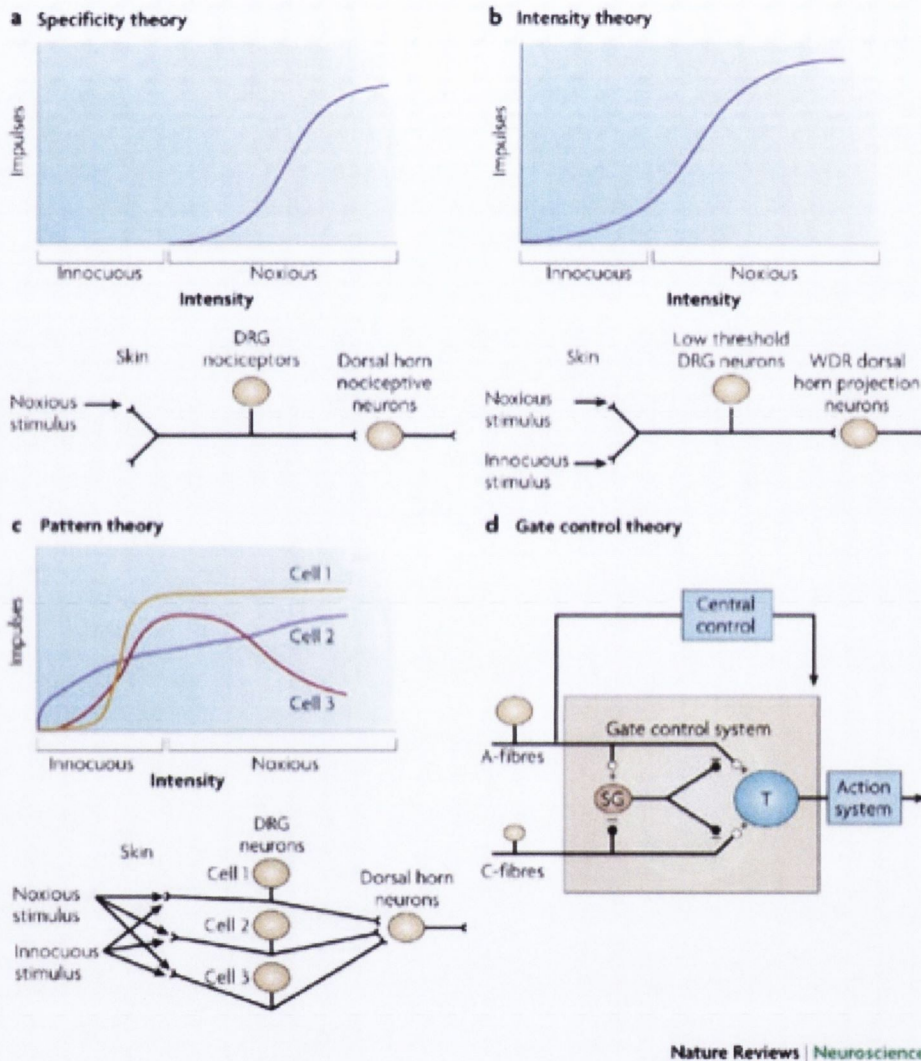 a Specificity theory
Impulses
Innocuous
Noxious
Intensity
Skin
DRG
nociceptors
Dorsal horn
nociceptive
neurons
Noxious
stimulus
b Intensity theory
Impulses
Innocuous
Noxious
Intensity
Skin
Low threshold
DRG neurons
WDR dorsal
horn projection
neurons
Noxious
stimulus
Innocuous
stimulus
c Pattern theory
Impulses
Cell 1
Cell 2
Cell 3
Innocuous
Noxious
Intensity
Skin
DRG
neurons
Cell 1
Cell 2
Cell 3
Dorsal horn
neurons
Noxious
stimulus
Innocuous
stimulus
d Gate control theory
Central
control
Gate control system
A-fibres
SG
T
Action
system
C-fibres
Nature Reviews | Neuroscience